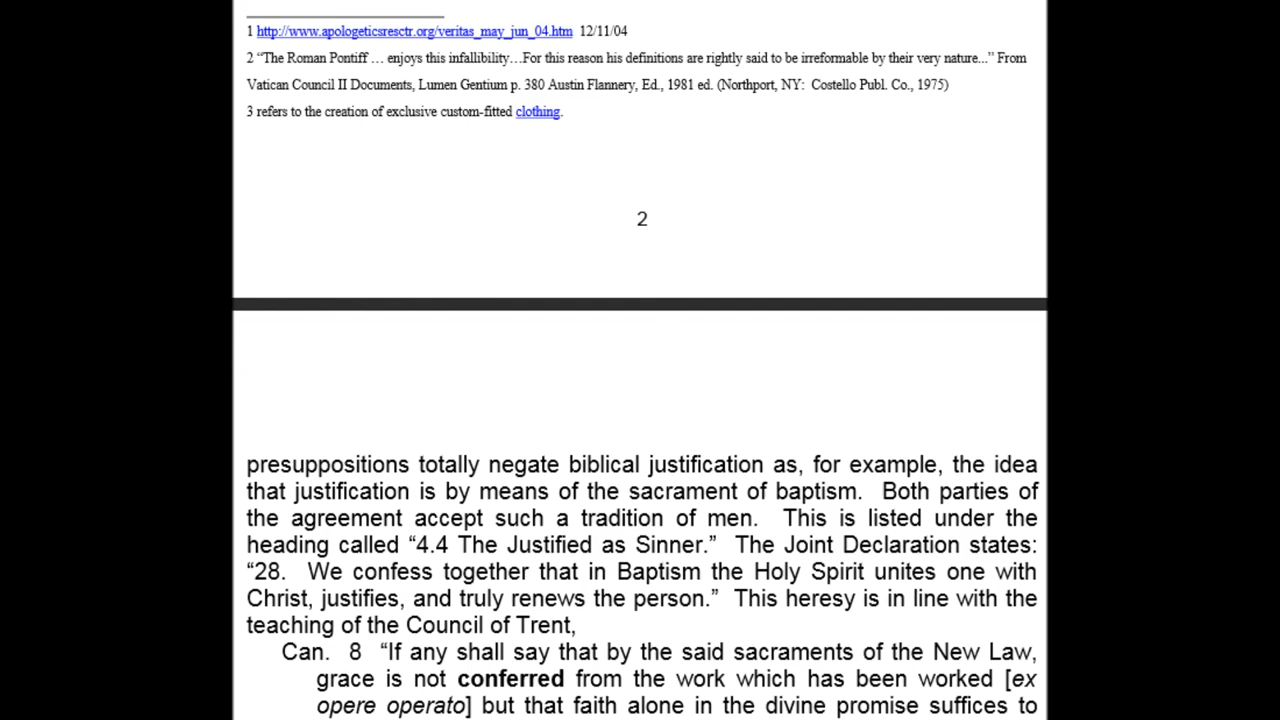 1 http://www.apologeticsresctr.org/veritas_may_jun_04.htm 12/11/04
2 “The Roman Pontiff … enjoys this infallibility…For this reason his definitions are rightly said to be irreformable by their very nature...” From
Vatican Council II Documents, Lumen Gentium p. 380 Austin Flannery, Ed., 1981 ed. (Northport, NY: Costello Publ. Co., 1975)
3 refers to the creation of exclusive custom-fitted clothing.
2
presuppositions totally negate biblical justification as, for example, the idea
that justification is by means of the sacrament of baptism. Both parties of
the agreement accept such a tradition of men. This is listed under the
heading called “4.4 The Justified as Sinner.” The Joint Declaration states:
“28. We confess together that in Baptism the Holy Spirit unites one with
Christ, justifies, and truly renews the person.” This heresy is in line with the
teaching of the Council of Trent,
Can. 8 “If any shall say that by the said sacraments of the New Law,
grace is not conferred from the work which has been worked [ex
opere operato] but that faith alone in the divine promise suffices to